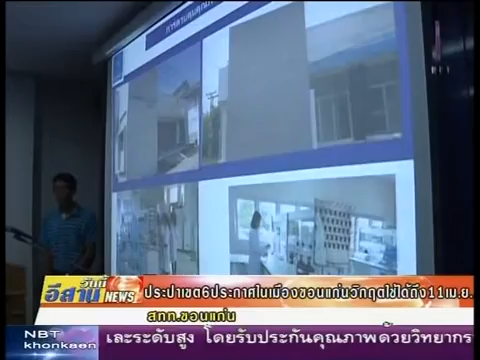 วันนี้
อีสาน NEWS
ประปาเขต6ประกาศในเมืองขอนแก่นวิกฤตใช้ได้ถึง11เม.ย.
สทท.ขอนแก่น
NBT
khonkaen
เละระดับสูง โดยรับประกันคุณภาพด้วยวิทยากร